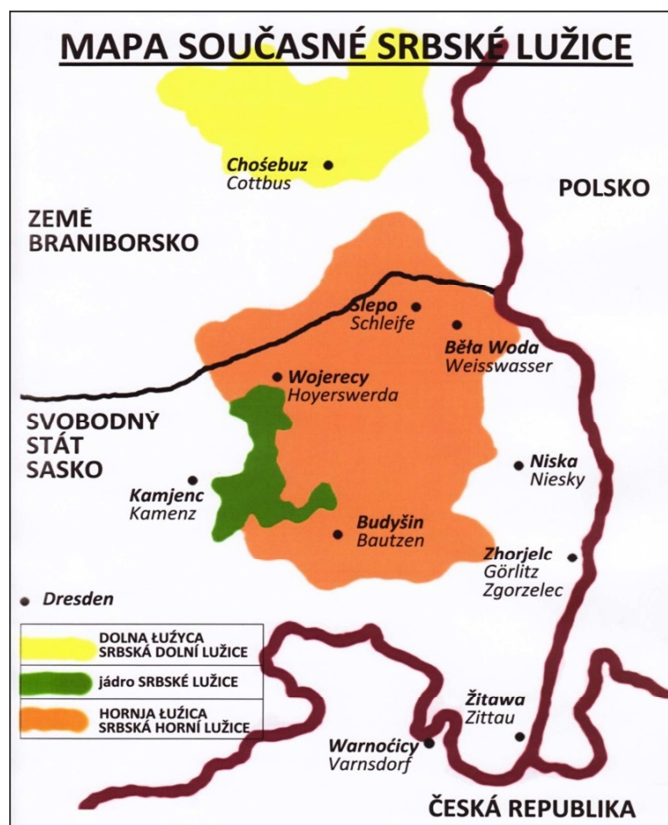 MAPA SOUČASNÉ SRBSKÉ LUŽICE
Chośebuz
Cottbus
POLSKO
ZEMĚ
BRANIBORSKO
Slepo
Schleife
Běła Woda
Weisswasser
Wojerecy
Hoyerswerda
SVOBODNÝ
STÁT
SASKO
Niska
Niesky
Kamjenc
Kamenz
Budyšin
Bautzen
Zhorjelc
Görlitz
Zgorzelec
Dresden
DOLNA ŁUŹYCA
SRBSKÁ DOLNÍ LUŽICE
jádro SRBSKÉ LUŽICE
HORNJA ŁUŹICA
SRBSKÁ HORNÍ LUŽICE
Žitawa
Zittau
Warnoćicy
Varnsdorf
ČESKÁ REPUBLIKA